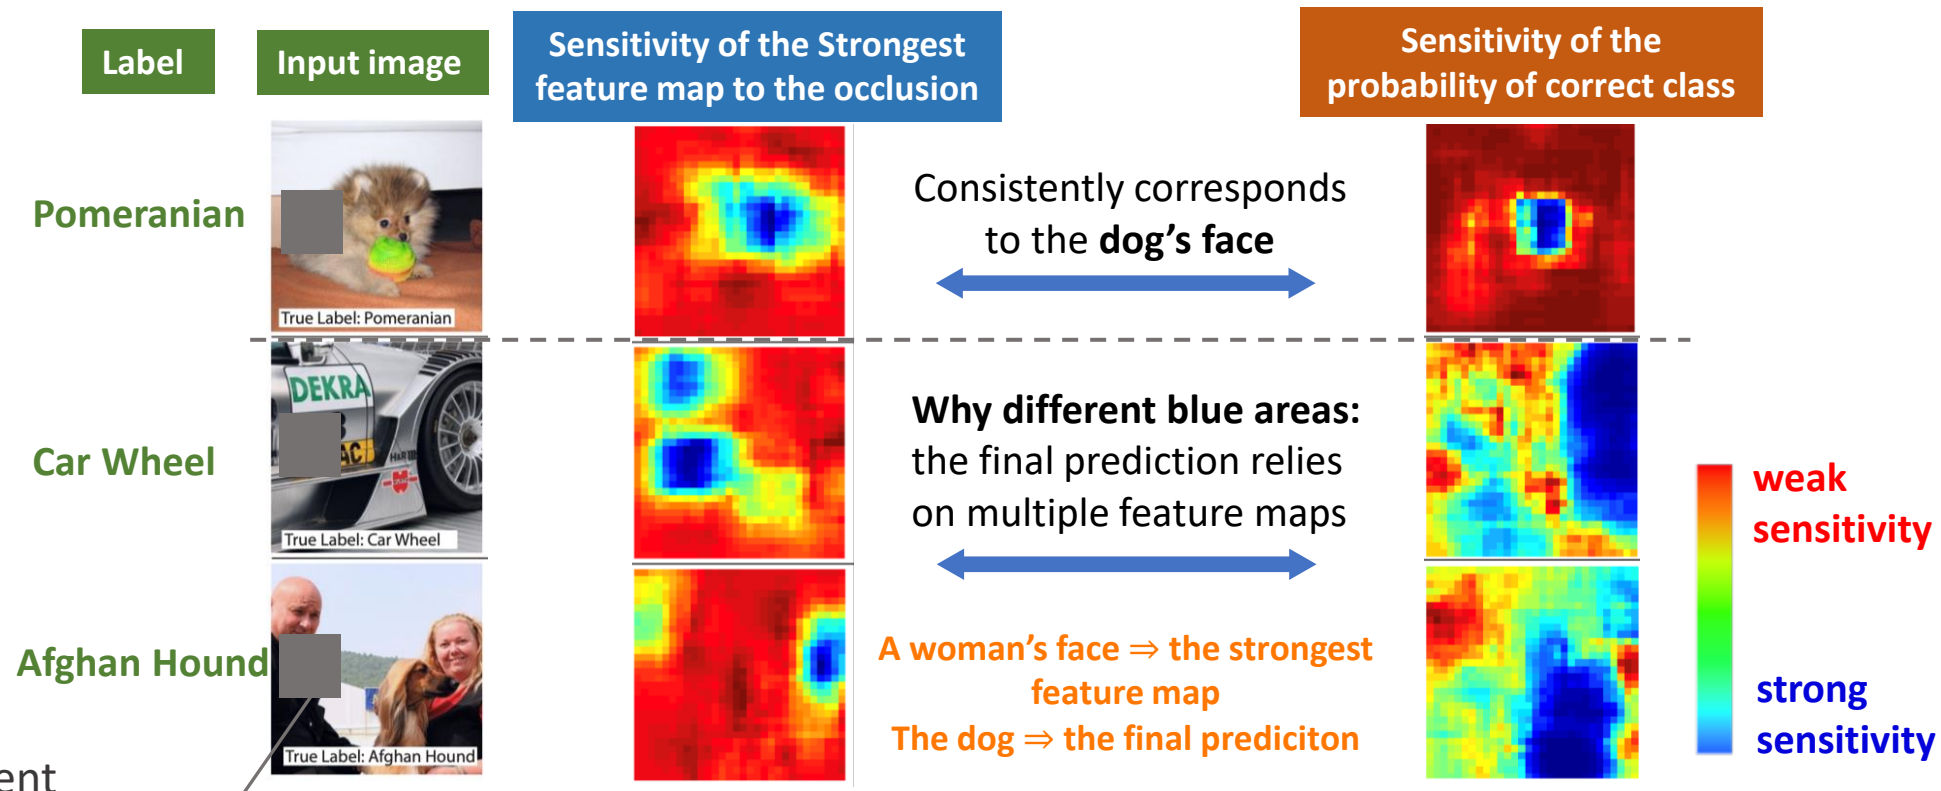 Label
Input image
Sensitivity of the Strongest
feature map to the occlusion
Sensitivity of the
probability of correct class
Pomeranian
True Label: Pomeranian
Consistently corresponds
to the dog's face
Car Wheel
DEKRA
AC
H&R
True Label: Car Wheel
Why different blue areas:
the final prediction relies
on multiple feature maps
weak
sensitivity
strong
sensitivity
Afghan Hound
True Label: Afghan Hound
A woman's face ⇒ the strongest
feature map
The dog ⇒ the final prediciton
ent